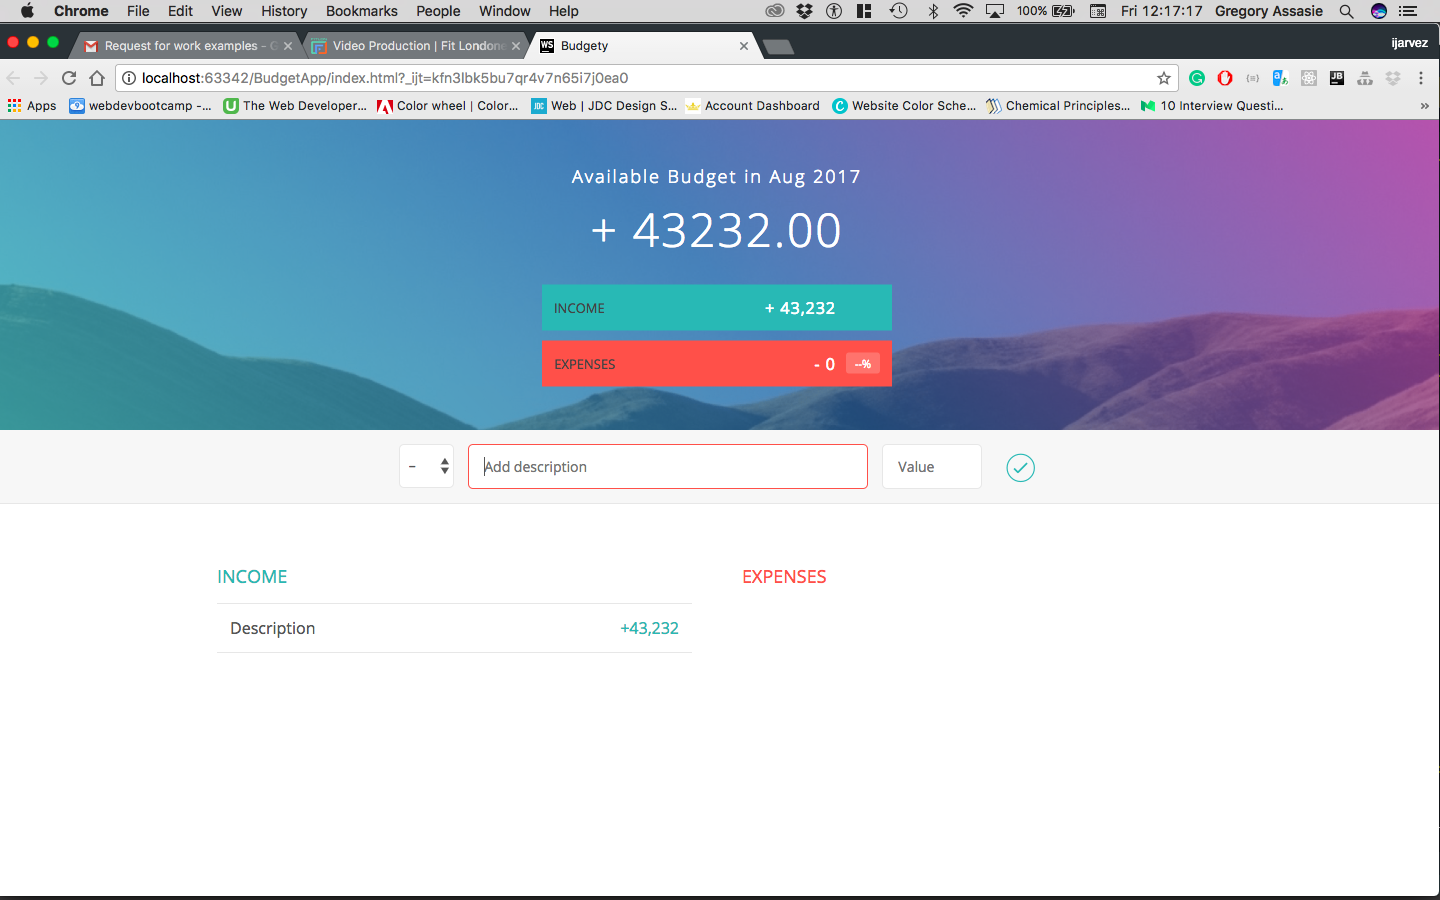 Chrome File Edit View History Bookmarks People Window Help 100% Fri 12:17:17 Gregory Assasie
Request for work examples - G Video Production | Fit Londone WS Budgety ijarvez
localhost:63342/BudgetApp/index.html?_ijt=kfn3lbk5bu7qr4v7n65i7j0ea0
Apps webdevbootcamp -... The Web Developer... Color wheel | Color... JDC Web | JDC Design S... Account Dashboard Website Color Sche... Chemical Principles... 10 Interview Questi... »
Available Budget in Aug 2017
+ 43232.00
INCOME + 43,232
EXPENSES - 0 --%
– Add description Value
INCOME EXPENSES
Description +43,232